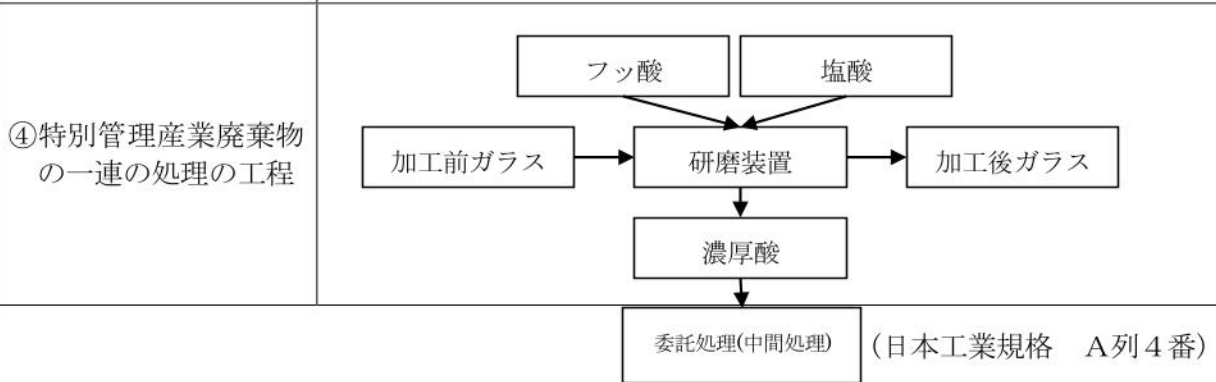 ④特別管理産業廃棄物
の一連の処理の工程
フッ酸
塩酸
加工前ガラス
研磨装置
加工後ガラス
濃厚酸
委託処理(中間処理)
(日本工業規格　A列4番)